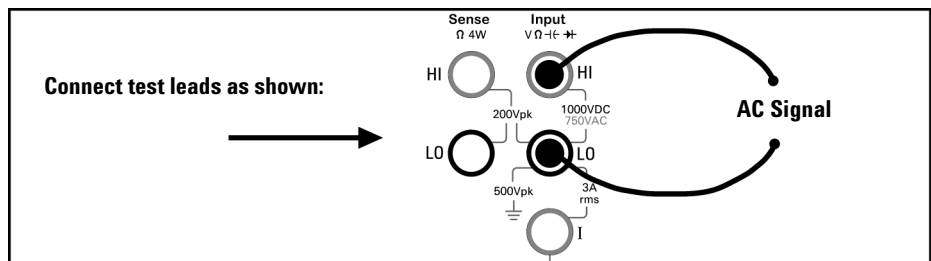 Sense Input
Ω 4W VΩ⊣(- ➔+
Connect test leads as shown:
HI HI
200Vpk 1000VDC
750VAC
AC Signal
LO LO
500Vpk 3A
rms
I